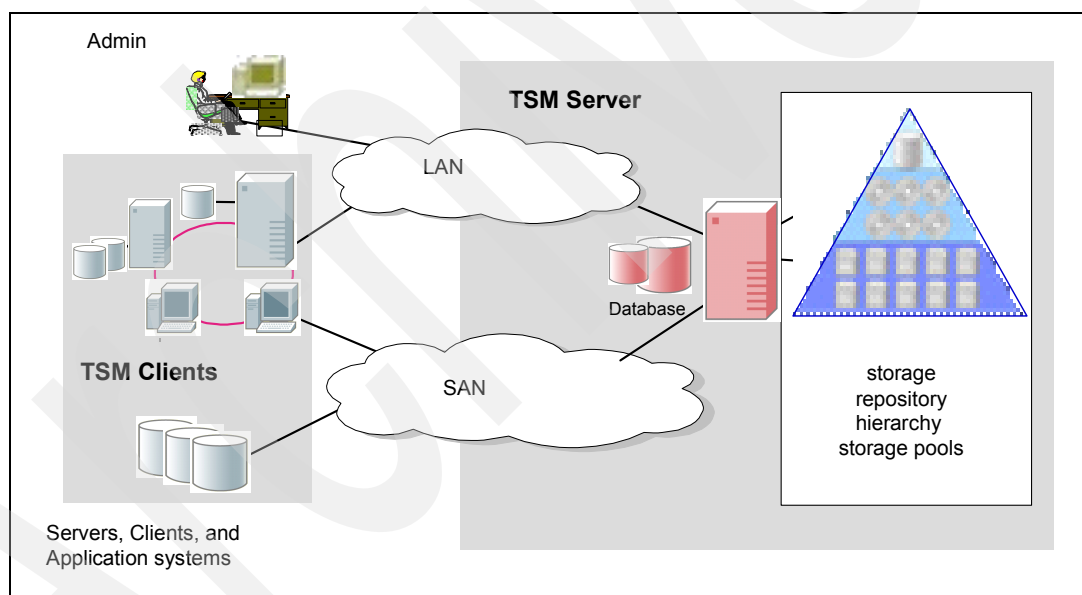 Admin
TSM Server
LAN
Database
TSM Clients
SAN
storage
repository
hierarchy
storage pools
Servers, Clients, and
Application systems